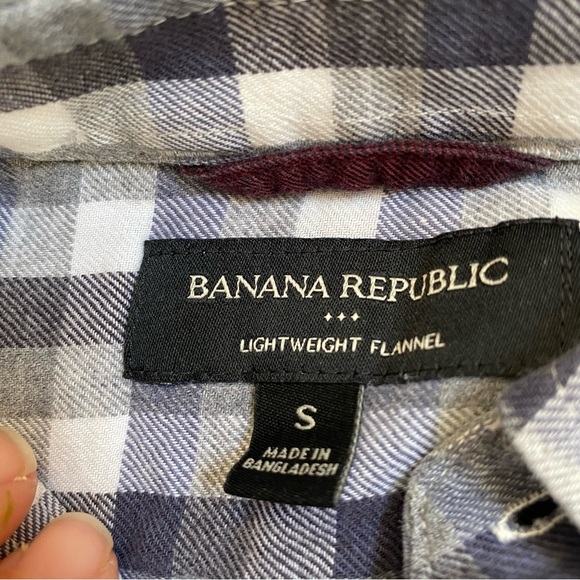 BANANA REPUBLIC
LIGHTWEIGHT FLANNEL
S
MADE IN
BANGLADESH